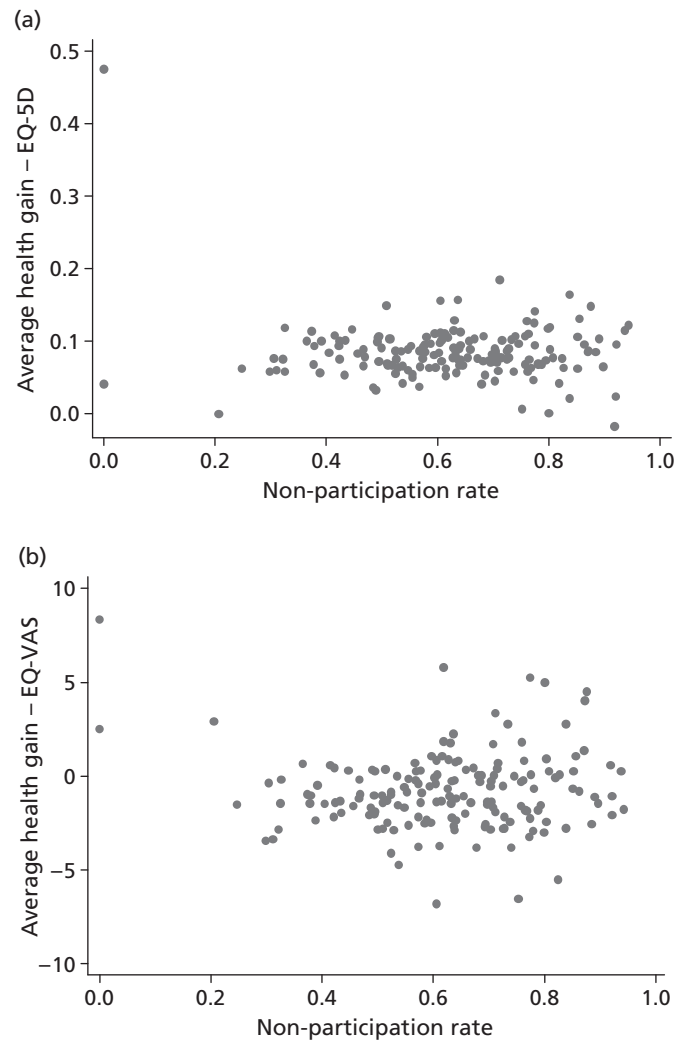 (a)
0.5
0.4
0.3
0.2
0.1
0.0
Average health gain – EQ-5D
0.0 0.2 0.4 0.6 0.8 1.0
Non-participation rate
(b)
10
5
0
−5
−10
Average health gain – EQ-VAS
0.0 0.2 0.4 0.6 0.8 1.0
Non-participation rate